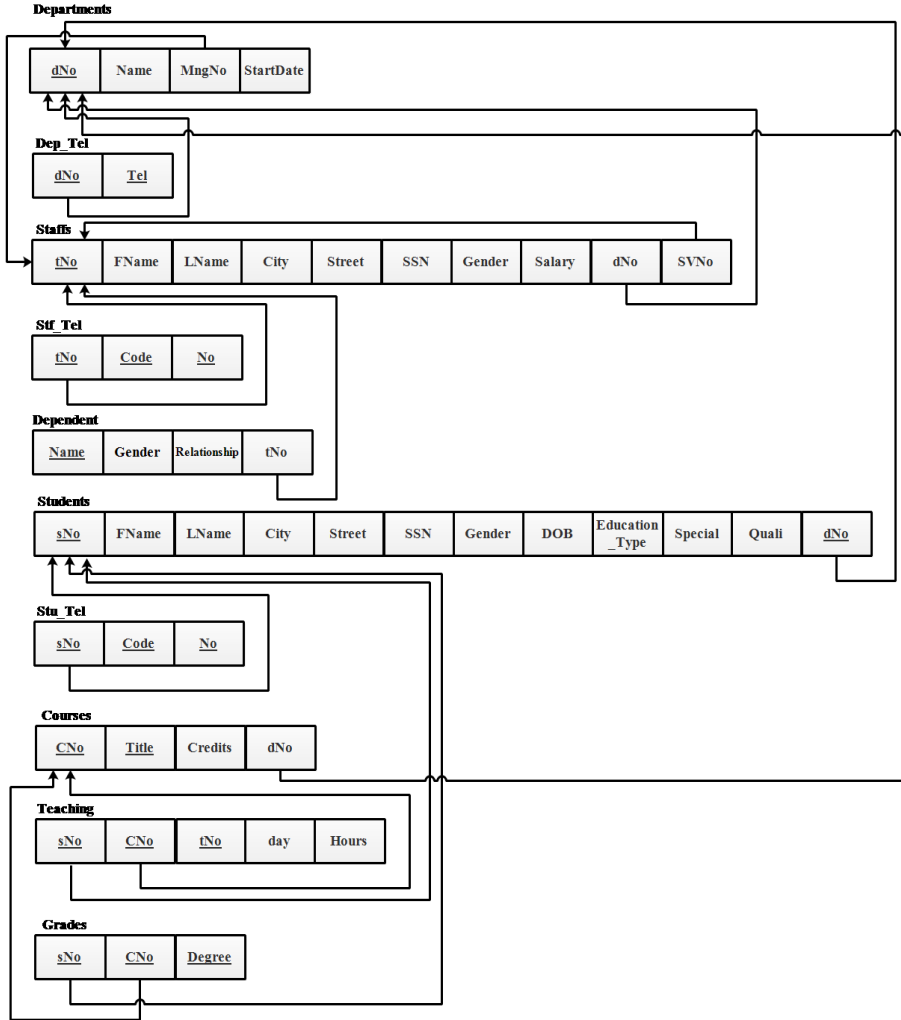 Departments
dNo Name MngNo StartDate
Dep_Tel
dNo Tel
Staffs
tNo FName LName City Street SSN Gender Salary dNo SVNo
Stf_Tel
tNo Code No
Dependent
Name Gender Relationship tNo
Students
sNo FName LName City Street SSN Gender DOB Education
_Type Special Quali dNo
Stu_Tel
sNo Code No
Courses
CNo Title Credits dNo
Teaching
sNo CNo tNo day Hours
Grades
sNo CNo Degree